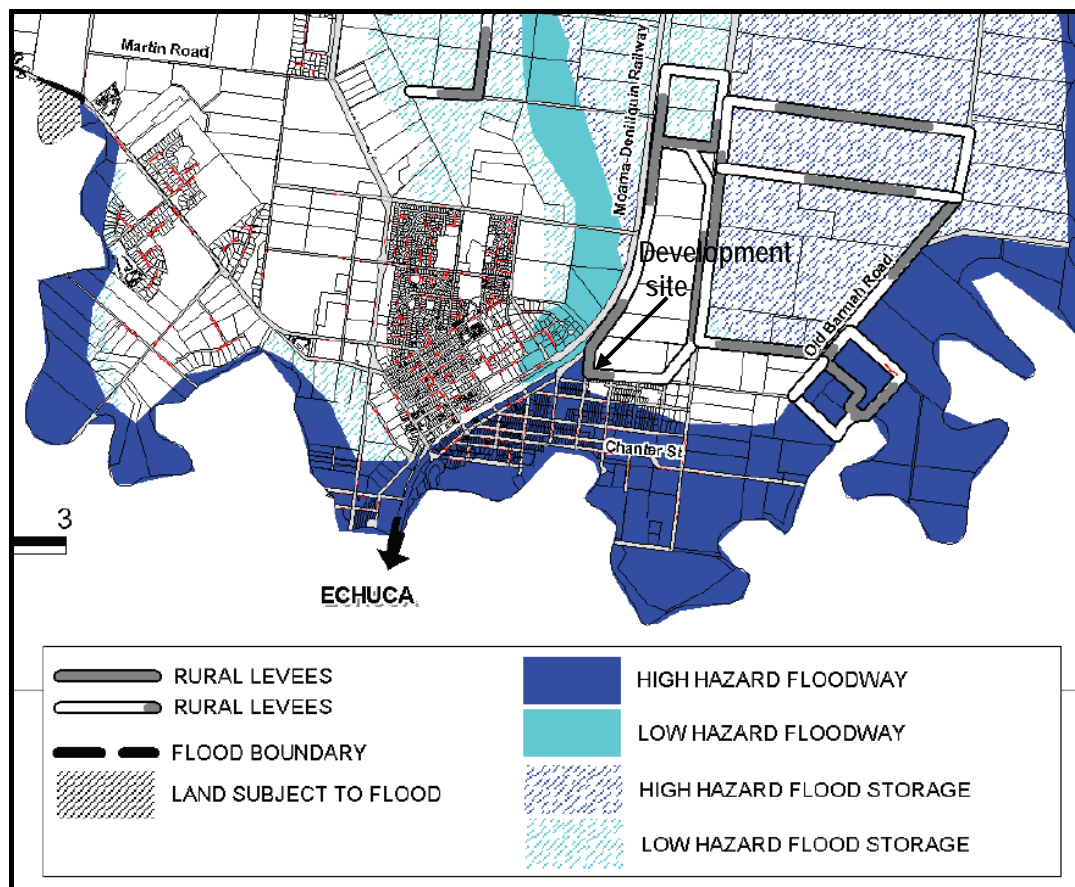 Martin Road
Moama-Deniliquin Railway
Development
site
Old Barmah Road
Chanter St
3
ECHUCA
RURAL LEVEES
RURAL LEVEES
FLOOD BOUNDARY
LAND SUBJECT TO FLOOD
HIGH HAZARD FLOODWAY
LOW HAZARD FLOODWAY
HIGH HAZARD FLOOD STORAGE
LOW HAZARD FLOOD STORAGE